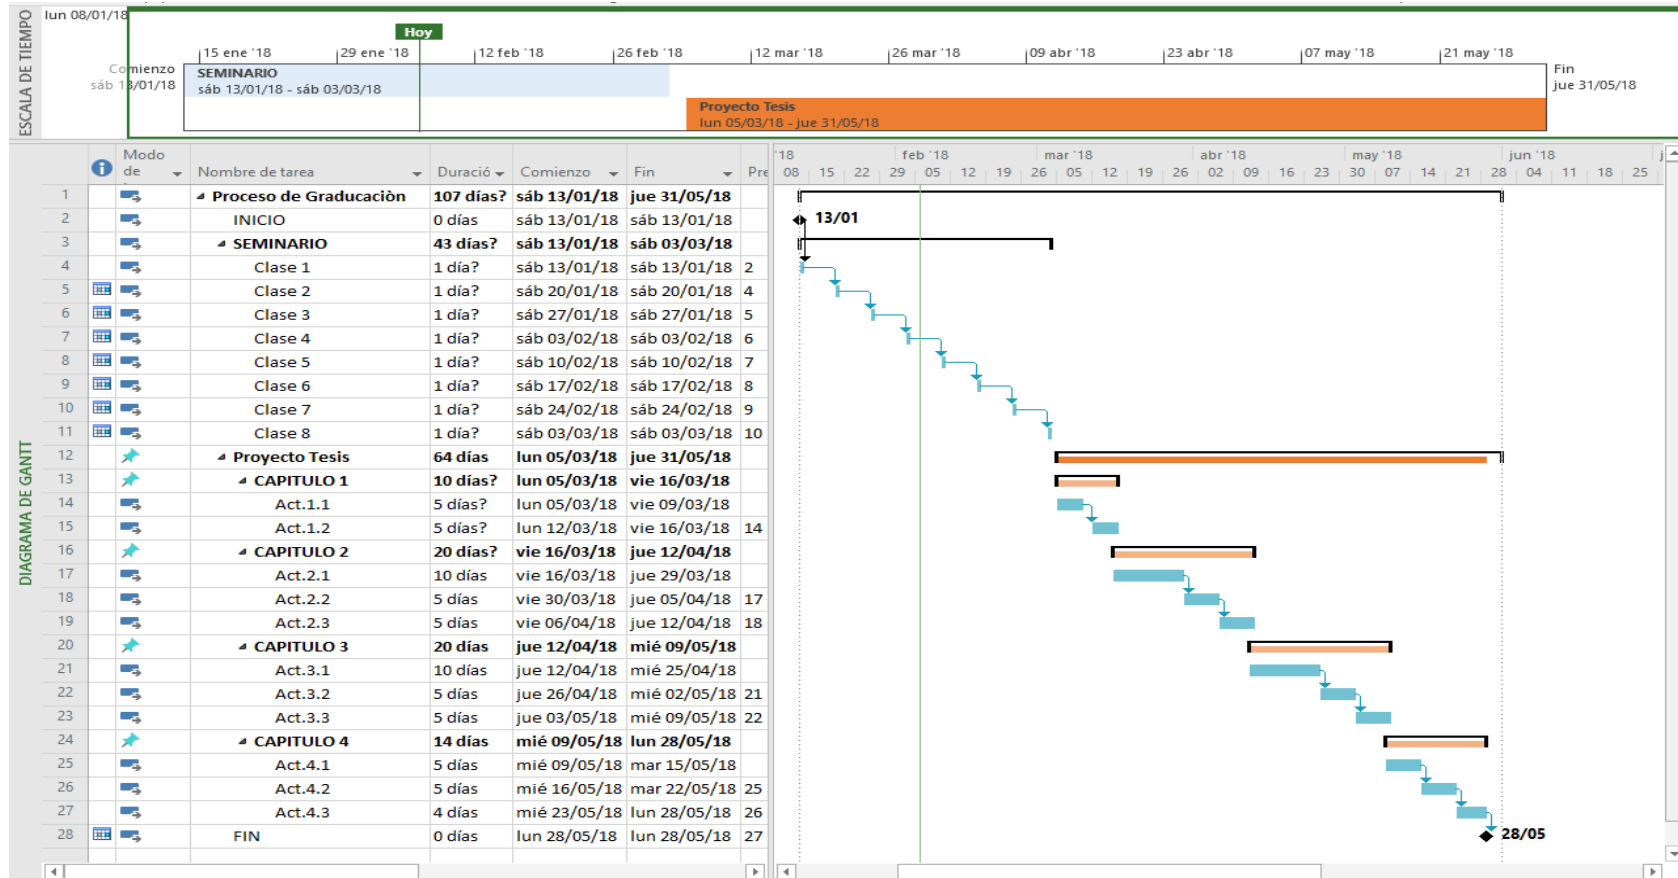 ESCALA DE TIEMPO
lun 08/01/18
Hoy
15 ene '18 29 ene '18 12 feb '18 26 feb '18 12 mar '18 26 mar '18 09 abr '18 23 abr '18 07 may '18 21 may '18
Comienzo
sáb 13/01/18
SEMINARIO
sáb 13/01/18 - sáb 03/03/18
Fin
jue 31/05/18
Proyecto Tesis
lun 05/03/18 - jue 31/05/18
DIAGRAMA DE GANTT
Modo de Nombre de tarea Duració Comienzo Fin Pre
'18 feb '18 mar '18 abr '18 may '18 jun '18
08 15 22 29 05 12 19 26 05 12 19 26 02 09 16 23 30 07 14 21 28 04 11 18 25
1 Proceso de Graducaciòn 107 días? sáb 13/01/18 jue 31/05/18
2 INICIO 0 días sáb 13/01/18 sáb 13/01/18 13/01
3 SEMINARIO 43 días? sáb 13/01/18 sáb 03/03/18
4 Clase 1 1 día? sáb 13/01/18 sáb 13/01/18 2
5 Clase 2 1 día? sáb 20/01/18 sáb 20/01/18 4
6 Clase 3 1 día? sáb 27/01/18 sáb 27/01/18 5
7 Clase 4 1 día? sáb 03/02/18 sáb 03/02/18 6
8 Clase 5 1 día? sáb 10/02/18 sáb 10/02/18 7
9 Clase 6 1 día? sáb 17/02/18 sáb 17/02/18 8
10 Clase 7 1 día? sáb 24/02/18 sáb 24/02/18 9
11 Clase 8 1 día? sáb 03/03/18 sáb 03/03/18 10
12 Proyecto Tesis 64 días lun 05/03/18 jue 31/05/18
13 CAPITULO 1 10 días? lun 05/03/18 vie 16/03/18
14 Act.1.1 5 días? lun 05/03/18 vie 09/03/18
15 Act.1.2 5 días? lun 12/03/18 vie 16/03/18 14
16 CAPITULO 2 20 días? vie 16/03/18 jue 12/04/18
17 Act.2.1 10 días vie 16/03/18 jue 29/03/18
18 Act.2.2 5 días vie 30/03/18 jue 05/04/18 17
19 Act.2.3 5 días vie 06/04/18 jue 12/04/18 18
20 CAPITULO 3 20 días jue 12/04/18 mié 09/05/18
21 Act.3.1 10 días jue 12/04/18 mié 25/04/18
22 Act.3.2 5 días jue 26/04/18 mié 02/05/18 21
23 Act.3.3 5 días jue 03/05/18 mié 09/05/18 22
24 CAPITULO 4 14 días mié 09/05/18 lun 28/05/18
25 Act.4.1 5 días mié 09/05/18 mar 15/05/18
26 Act.4.2 5 días mié 16/05/18 mar 22/05/18 25
27 Act.4.3 4 días mié 23/05/18 lun 28/05/18 26
28 FIN 0 días lun 28/05/18 lun 28/05/18 27 28/05